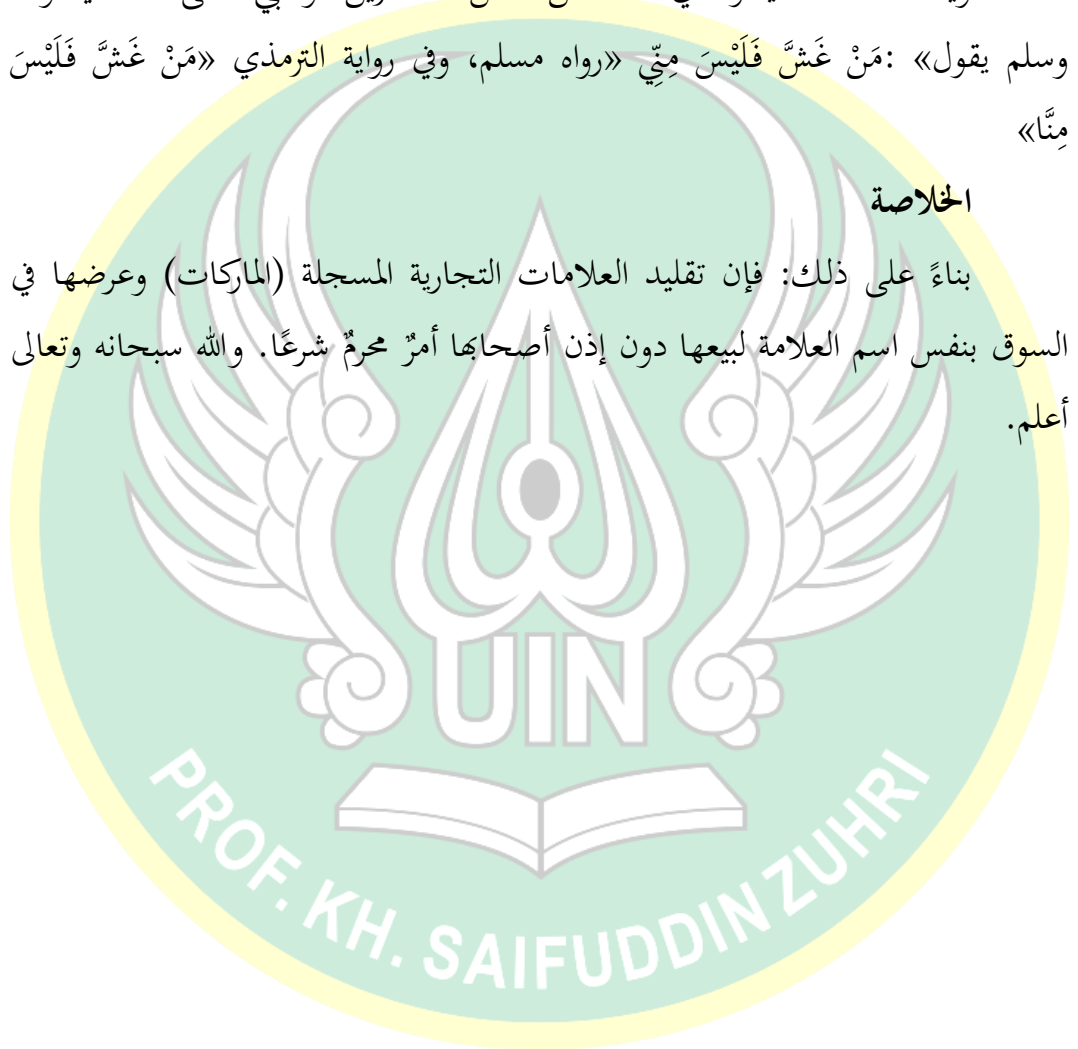 وسلم يقول» :مَنْ غَشَّ فَلَيْسَ مِنِّي «رواه مسلم، وفي رواية الترمذي «مَنْ غَشَّ فَلَيْسَ
مِنَّا»
الخلاصة
بناءً على ذلك: فإن تقليد العلامات التجارية المسجلة (الماركات) وعرضها في
السوق بنفس اسم العلامة لبيعها دون إذن أصحابها أمرٌ محرمٌ شرعًا. والله سبحانه وتعالى
أعلم.
UIN
PROF. KH. SAIFUDDIN ZUHRI